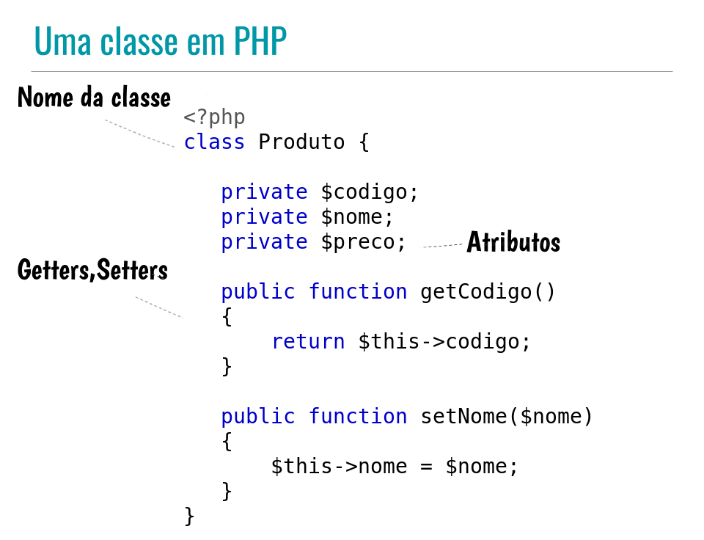 Uma classe em PHP
Nome da classe
<?php
class Produto {
private $codigo;
private $nome;
private $preco;
Atributos
Getters,Setters
public function getCodigo()
{
return $this->codigo;
}
public function setNome($nome)
{
$this->nome = $nome;
}
}